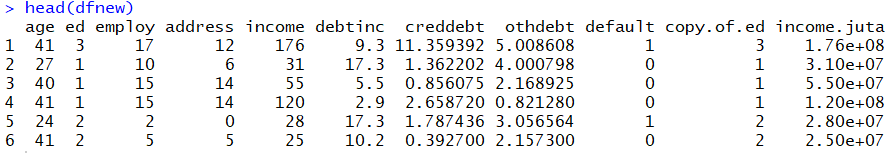 > head(dfnew)
  age ed employ address income debtinc creddebt othdebt default copy.of.ed income.juta
1 41 3 17 12 176 9.3 11.359392 5.008608 1 3 1.76e+08
2 27 1 10 6 31 17.3 1.362202 4.000798 0 1 3.10e+07
3 40 1 15 14 55 5.5 0.856075 2.168925 0 1 5.50e+07
4 41 1 15 14 120 2.9 2.658720 0.821280 0 1 1.20e+08
5 24 2 2 0 28 17.3 1.787436 3.056564 1 2 2.80e+07
6 41 2 5 5 25 10.2 0.392700 2.157300 0 2 2.50e+07